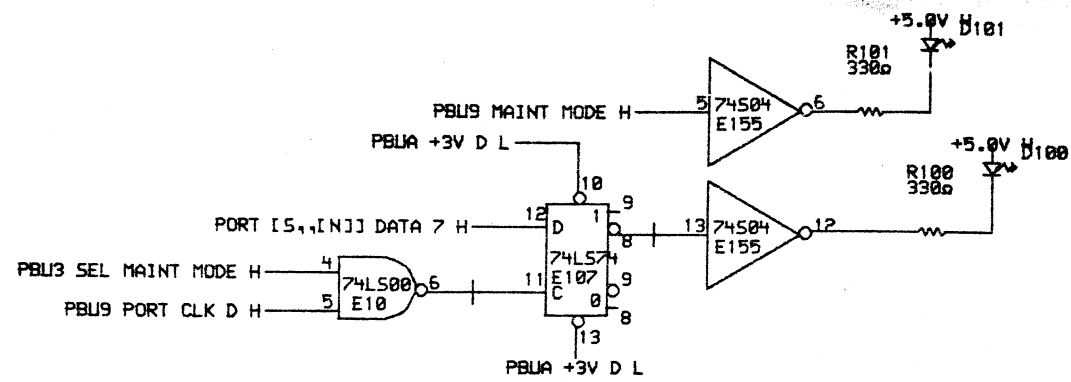 +5.0V H
D101
R101
330Ω
PBU9 MAINT MODE H
5
74S04
6
E155
PBUA +3V D L
+5.0V H
D100
10
R100
330Ω
PORT [S,,[N]] DATA 7 H
12
D
1
9
8
13
74S04
12
E155
PBU3 SEL MAINT MODE H
4
74LS00
6
E10
PBU9 PORT CLK D H
5
11
74LS74
E107
C
9
0
8
13
PBUA +3V D L